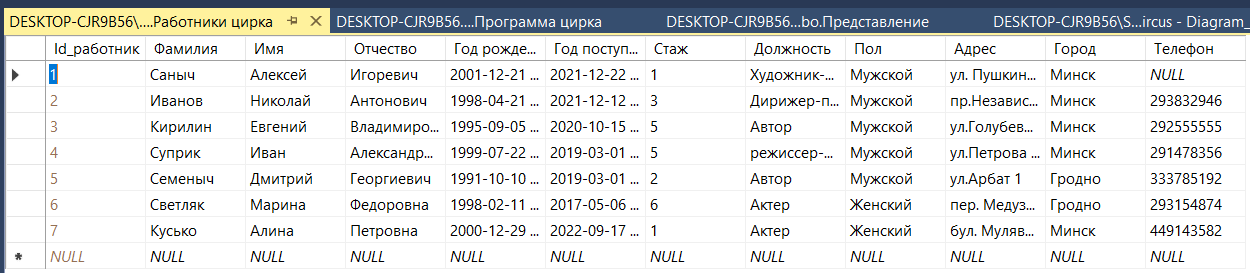 DESKTOP-CJR9B56\....Работники цирка DESKTOP-CJR9B56....Программа цирка DESKTOP-CJR9B56...bo.Представление DESKTOP-CJR9B56\S...ircus - Diagram_
Id_работник Фамилия Имя Отчество Год рожде... Год поступ... Стаж Должность Пол Адрес Город Телефон
1 Саныч Алексей Игоревич 2001-12-21 ... 2021-12-22 ... 1 Художник-... Мужской ул. Пушкин... Минск NULL
2 Иванов Николай Антонович 1998-04-21 ... 2021-12-12 ... 3 Дирижер-п... Мужской пр.Независ... Минск 293832946
3 Кирилин Евгений Владимиро... 1995-09-05 ... 2020-10-15 ... 5 Автор Мужской ул.Голубев... Минск 292555555
4 Суприк Иван Александр... 1999-07-22 ... 2019-03-01 ... 5 режиссер-... Мужской ул.Петрова ... Минск 291478356
5 Семеныч Дмитрий Георгиевич 1991-10-10 ... 2019-03-01 ... 2 Автор Мужской ул.Арбат 1 Гродно 333785192
6 Светляк Марина Федоровна 1998-02-11 ... 2017-05-06 ... 6 Актер Женский пер. Медуз... Гродно 293154874
7 Кусько Алина Петровна 2000-12-29 ... 2022-09-17 ... 1 Актер Женский бул. Муляв... Минск 449143582
* NULL NULL NULL NULL NULL NULL NULL NULL NULL NULL NULL NULL